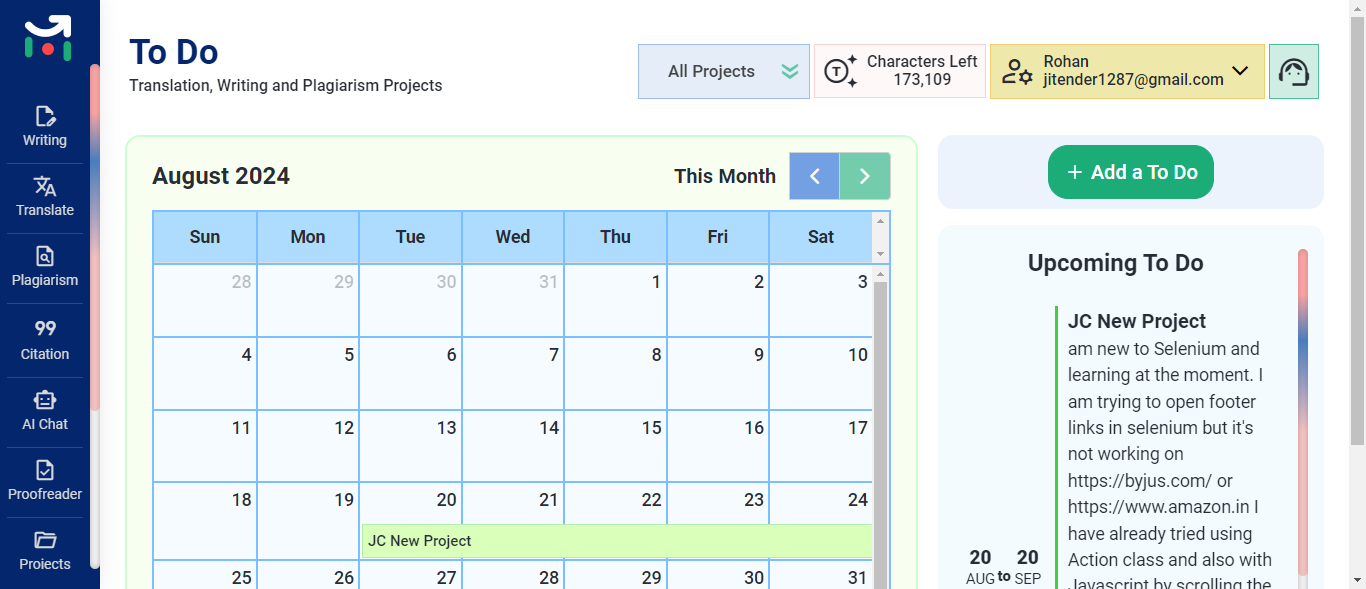 To Do
Translation, Writing and Plagiarism Projects
All Projects
Characters Left
173,109
Rohan
jitender1287@gmail.com
Writing
Translate
Plagiarism
99
Citation
AI Chat
Proofreader
Projects
August 2024
This Month
Sun Mon Tue Wed Thu Fri Sat
28 29 30 31 1 2 3
4 5 6 7 8 9 10
11 12 13 14 15 16 17
18 19 20 21 22 23 24
JC New Project
25 26 27 28 29 30 31
+ Add a To Do
Upcoming To Do
20 AUG to 20 SEP
JC New Project
am new to Selenium and
learning at the moment. I
am trying to open footer
links in selenium but it's
not working on
https://byjus.com/ or
https://www.amazon.in I
have already tried using
Action class and also with
Javascript by scrolling the